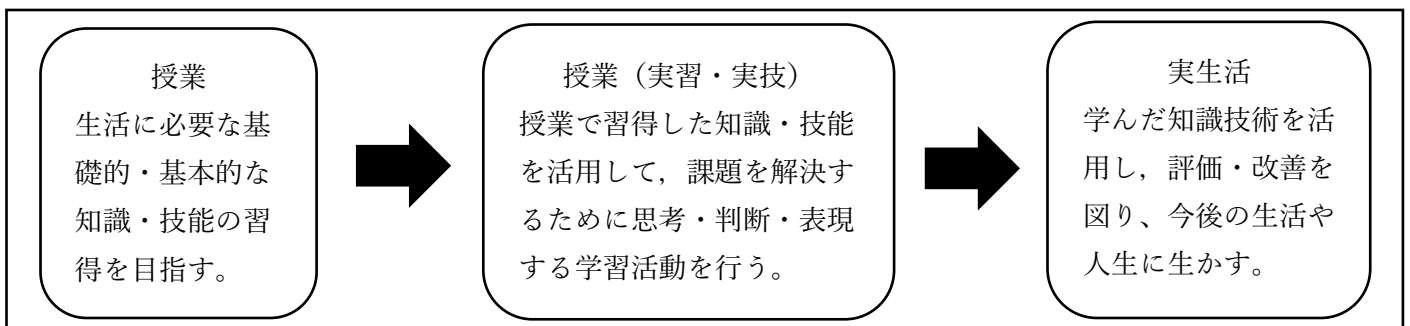 授業
生活に必要な基
礎的・基本的な
知識・技能の習
得を目指す。
授業（実習・実技）
授業で習得した知識・技能
を活用して，課題を解決す
るために思考・判断・表現
する学習活動を行う。
実生活
学んだ知識技術を活
用し，評価・改善を
図り、今後の生活や
人生に生かす。